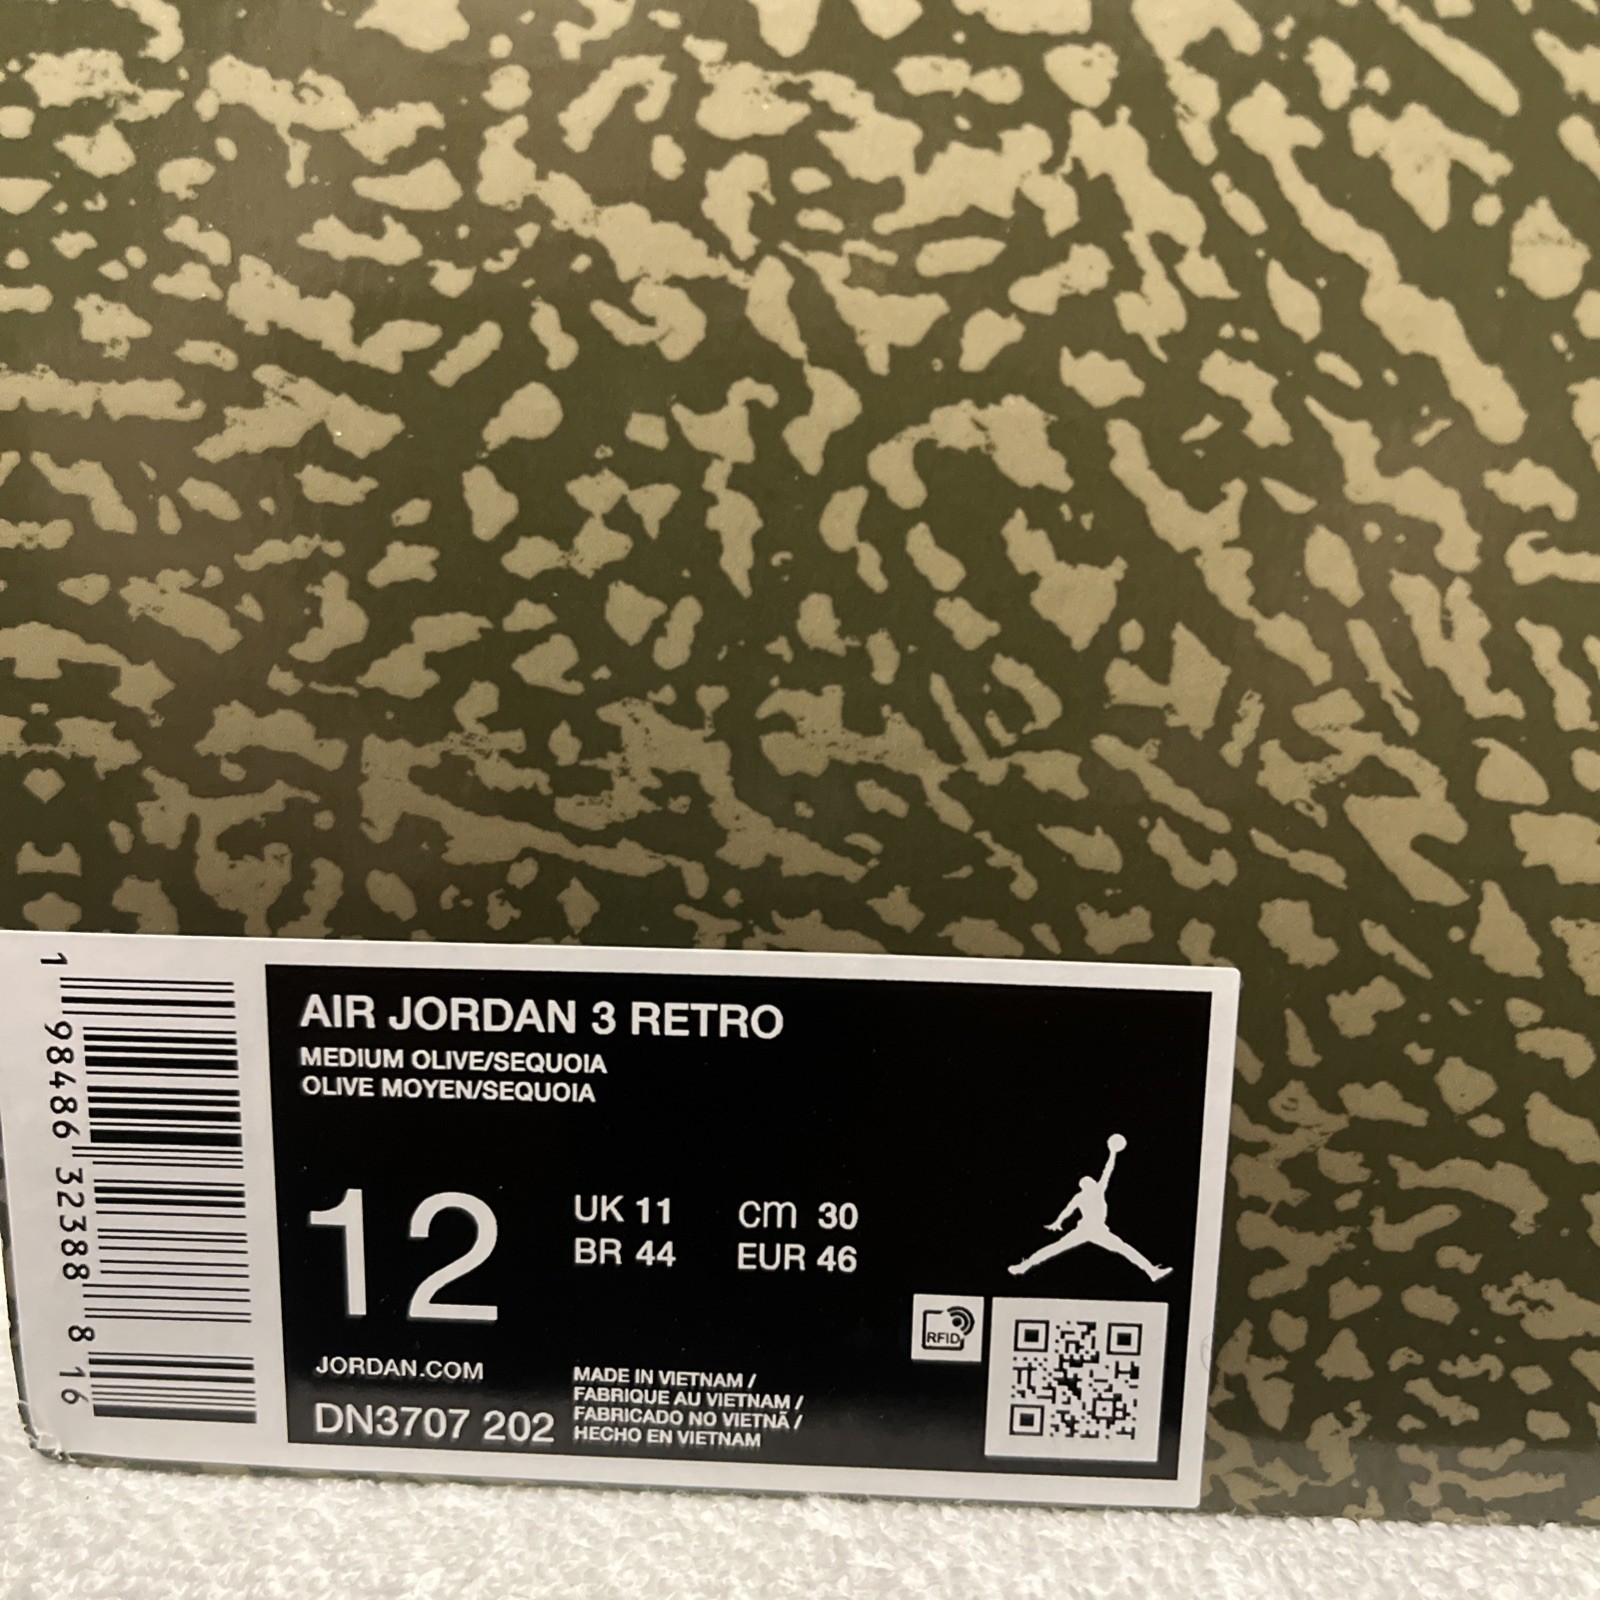 AIR JORDAN 3 RETRO
MEDIUM OLIVE/SEQUOIA
OLIVE MOYEN/SEQUOIA
12
UK 11
cm 30
BR 44
EUR 46
RFID
JORDAN.COM
DN3707 202
MADE IN VIETNAM /
FABRIQUE AU VIETNAM /
FABRICADO NO VIETNÃ /
HECHO EN VIETNAM
1 98486 32388 8 16